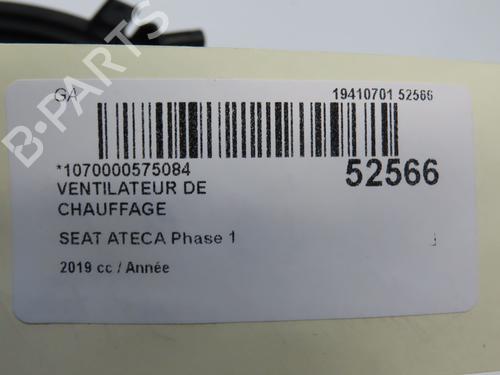 GA 19410701 52566
*1070000575084 52566
VENTILATEUR DE
CHAUFFAGE
SEAT ATECA Phase 1
2019 cc / Année
B-PARTS